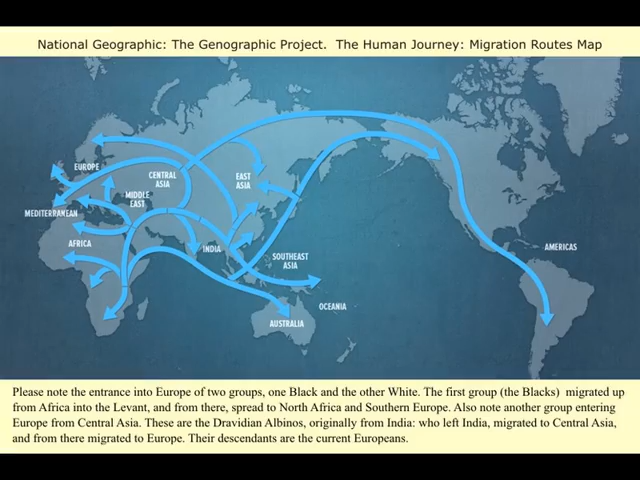 National Geographic: The Genographic Project.  The Human Journey: Migration Routes Map
EUROPE
CENTRAL
ASIA
EAST
ASIA
MIDDLE
EAST
MEDITERRANEAN
AFRICA
INDIA
SOUTHEAST
ASIA
AMERICAS
OCEANIA
AUSTRALIA
Please note the entrance into Europe of two groups, one Black and the other White. The first group (the Blacks)  migrated up
from Africa into the Levant, and from there, spread to North Africa and Southern Europe. Also note another group entering
Europe from Central Asia. These are the Dravidian Albinos, originally from India: who left India, migrated to Central Asia,
and from there migrated to Europe. Their descendants are the current Europeans.